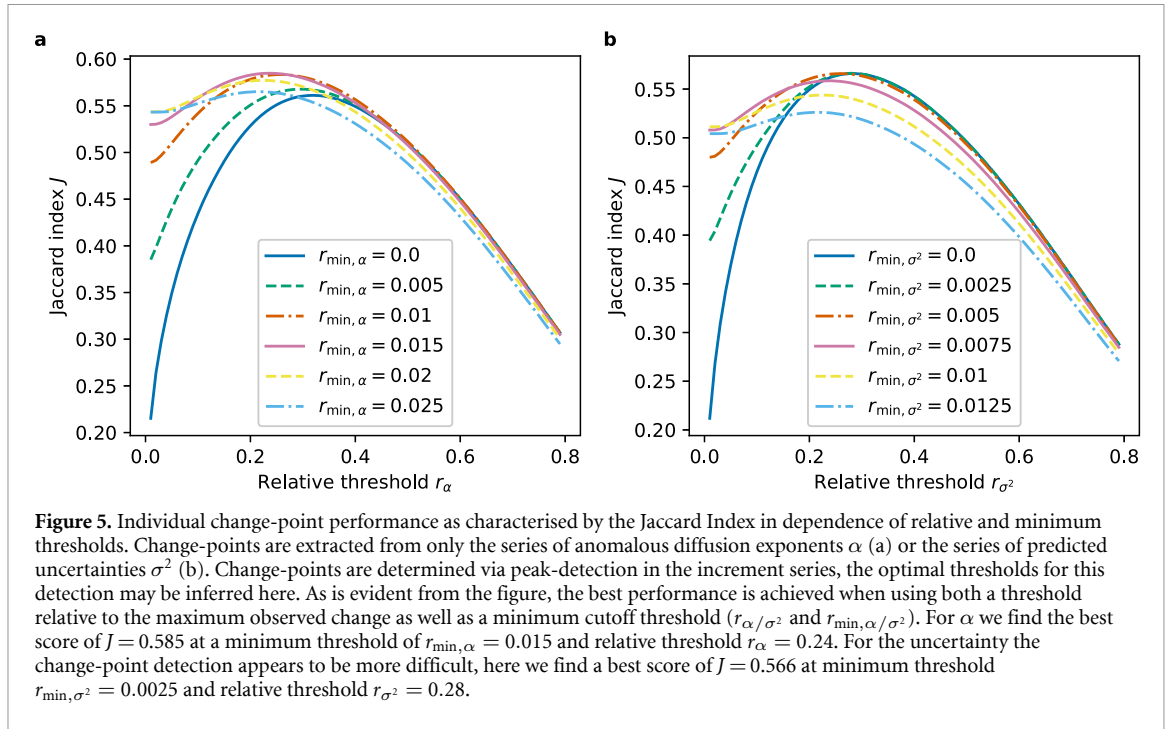 a
b
0.60
0.55
0.50
0.45
0.40
0.35
0.30
0.25
0.20
Jaccard index J
r_min, α = 0.0
r_min, α = 0.005
r_min, α = 0.01
r_min, α = 0.015
r_min, α = 0.02
r_min, α = 0.025
0.0 0.2 0.4 0.6 0.8
Relative threshold r_α
0.55
0.50
0.45
0.40
0.35
0.30
0.25
0.20
Jaccard index J
r_min, σ² = 0.0
r_min, σ² = 0.0025
r_min, σ² = 0.005
r_min, σ² = 0.0075
r_min, σ² = 0.01
r_min, σ² = 0.0125
0.0 0.2 0.4 0.6 0.8
Relative threshold r_σ²
Figure 5. Individual change-point performance as characterised by the Jaccard Index in dependence of relative and minimum
thresholds. Change-points are extracted from only the series of anomalous diffusion exponents α (a) or the series of predicted
uncertainties σ² (b). Change-points are determined via peak-detection in the increment series, the optimal thresholds for this
detection may be inferred here. As is evident from the figure, the best performance is achieved when using both a threshold
relative to the maximum observed change as well as a minimum cutoff threshold (r_α/σ² and r_min,α/σ²). For α we find the best
score of J = 0.585 at a minimum threshold of r_min,α = 0.015 and relative threshold r_α = 0.24. For the uncertainty the
change-point detection appears to be more difficult, here we find a best score of J = 0.566 at minimum threshold
r_min,σ² = 0.0025 and relative threshold r_σ² = 0.28.